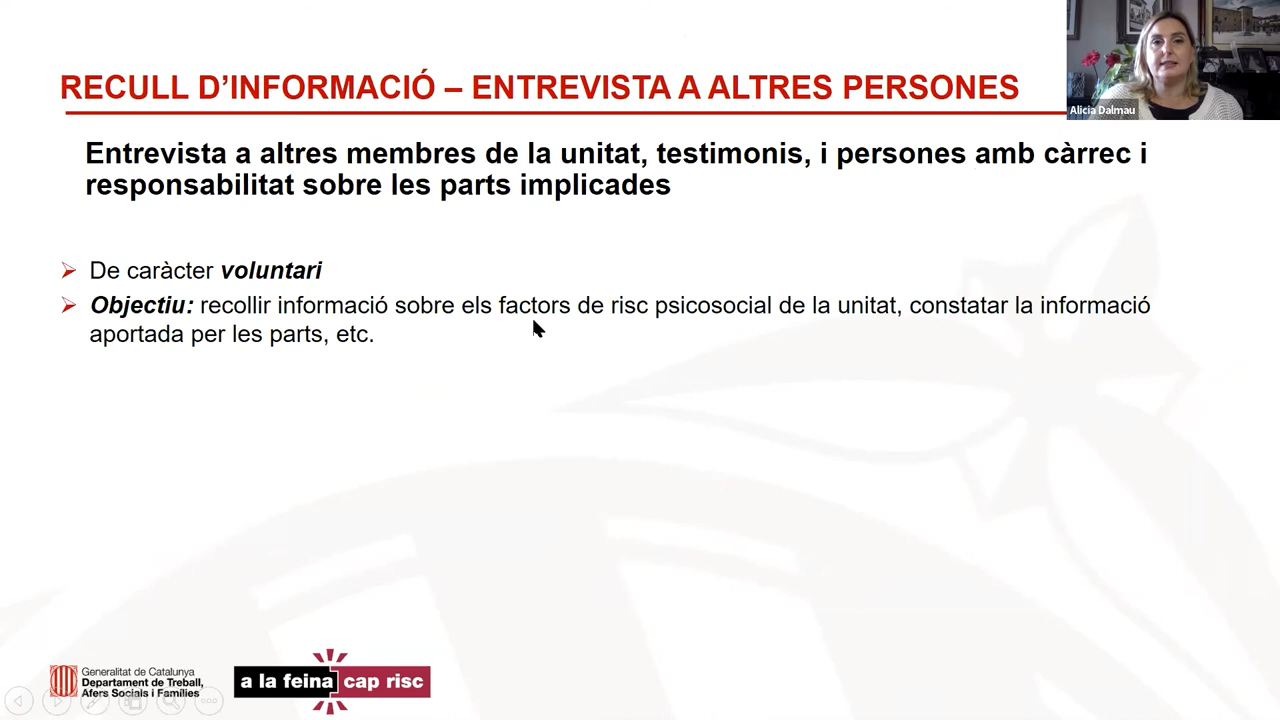 RECULL D'INFORMACIÓ – ENTREVISTA A ALTRES PERSONES
Alicia Dalmau
Entrevista a altres membres de la unitat, testimonis, i persones amb càrrec i
responsabilitat sobre les parts implicades
De caràcter voluntari
Objectiu: recollir informació sobre els factors de risc psicosocial de la unitat, constatar la informació
aportada per les parts, etc.
Generalitat de Catalunya
Departament de Treball,
Afers Socials i Famílies
a la feina cap risc